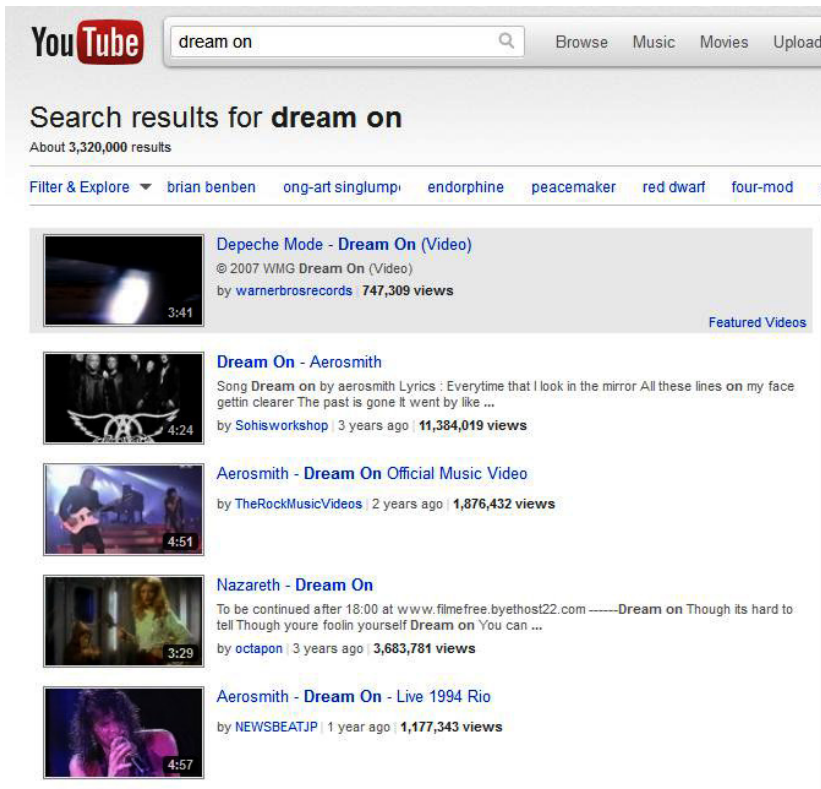 YouTube dream on Browse Music Movies Upload
Search results for dream on
About 3,320,000 results
Filter & Explore brian benben ong-art singlump endorphine peacemaker red dwarf four-mod
Depeche Mode - Dream On (Video)
© 2007 WMG Dream On (Video)
by warnerbrosrecords | 747,309 views
3:41
Featured Videos
Dream On - Aerosmith
Song Dream on by aerosmith Lyrics : Everytime that I look in the mirror All these lines on my face
gettin clearer The past is gone It went by like ...
by Sohisworkshop | 3 years ago | 11,384,019 views
4:24
Aerosmith - Dream On Official Music Video
by TheRockMusicVideos | 2 years ago | 1,876,432 views
4:51
Nazareth - Dream On
To be continued after 18:00 at www.filmefree.byethost22.com ------Dream on Though its hard to
tell Though youre foolin yourself Dream on You can ...
by octapon | 3 years ago | 3,683,781 views
3:29
Aerosmith - Dream On - Live 1994 Rio
by NEWSBEATJP | 1 year ago | 1,177,343 views
4:57